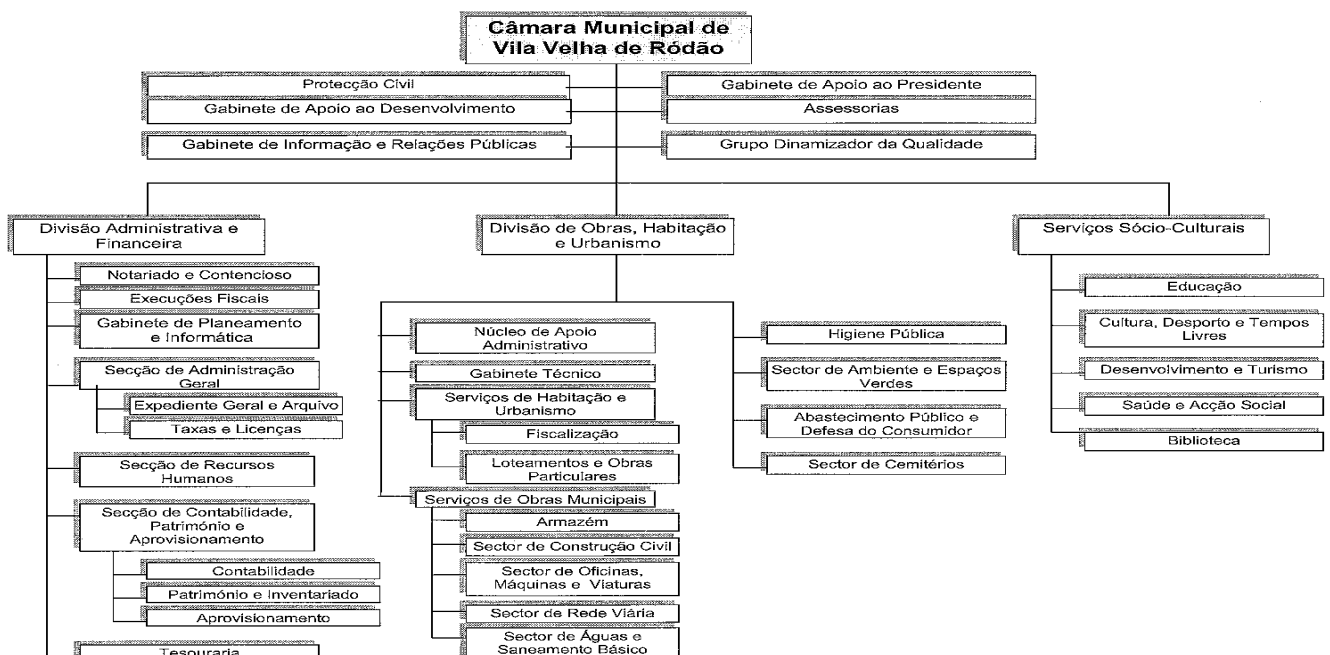 Câmara Municipal de
Vila Velha de Ródão
Protecção Civil
Gabinete de Apoio ao Presidente
Gabinete de Apoio ao Desenvolvimento
Assessorias
Gabinete de Informação e Relações Públicas
Grupo Dinamizador da Qualidade
Divisão Administrativa e
Financeira
Notariado e Contencioso
Execuções Fiscais
Gabinete de Planeamento
e Informática
Secção de Administração
Geral
Expediente Geral e Arquivo
Taxas e Licenças
Secção de Recursos
Humanos
Secção de Contabilidade,
Património e
Aprovisionamento
Contabilidade
Património e Inventariado
Aprovisionamento
Tesouraria
Divisão de Obras, Habitação
e Urbanismo
Núcleo de Apoio
Administrativo
Gabinete Técnico
Serviços de Habitação e
Urbanismo
Fiscalização
Loteamentos e Obras
Particulares
Serviços de Obras Municipais
Armazém
Sector de Construção Civil
Sector de Oficinas,
Máquinas e Viaturas
Sector de Rede Viária
Sector de Águas e
Saneamento Básico
Higiene Pública
Sector de Ambiente e Espaços
Verdes
Abastecimento Público e
Defesa do Consumidor
Sector de Cemitérios
Serviços Sócio-Culturais
Educação
Cultura, Desporto e Tempos
Livres
Desenvolvimento e Turismo
Saúde e Acção Social
Biblioteca